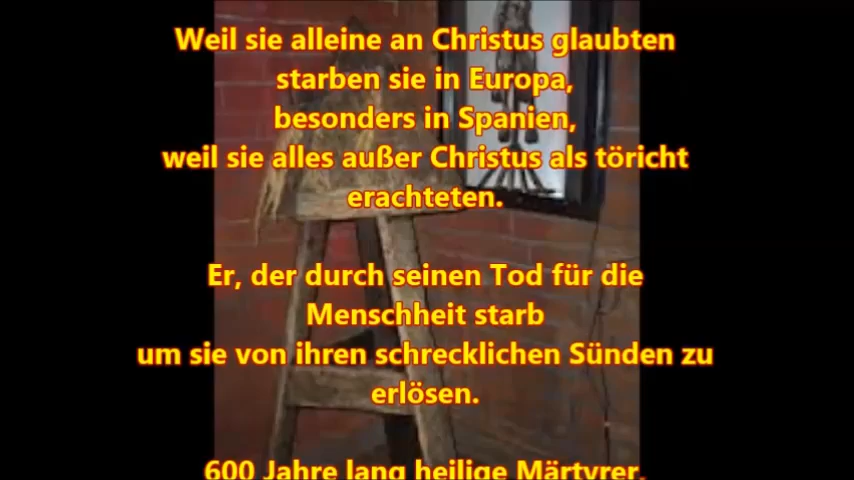 Weil sie alleine an Christus glaubten
starben sie in Europa,
besonders in Spanien,
weil sie alles außer Christus als töricht
erachteten.
Er, der durch seinen Tod für die
Menschheit starb
um sie von ihren schrecklichen Sünden zu
erlösen.
600 Jahre lang heilige Märtyrer,